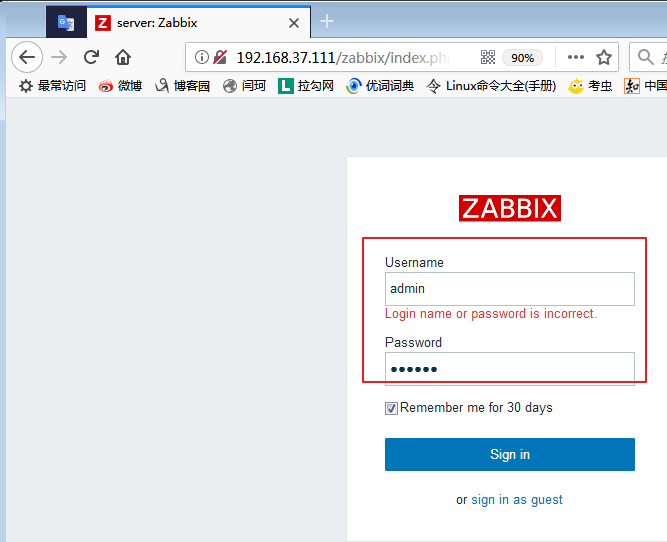 server: Zabbix
192.168.37.111/zabbix/index.php
90%
最常访问 微博 博客园 闫珂 拉勾网 优词词典 Linux命令大全(手册) 考虫 中国
ZABBIX
Username
admin
Login name or password is incorrect.
Password
Remember me for 30 days
Sign in
or sign in as guest